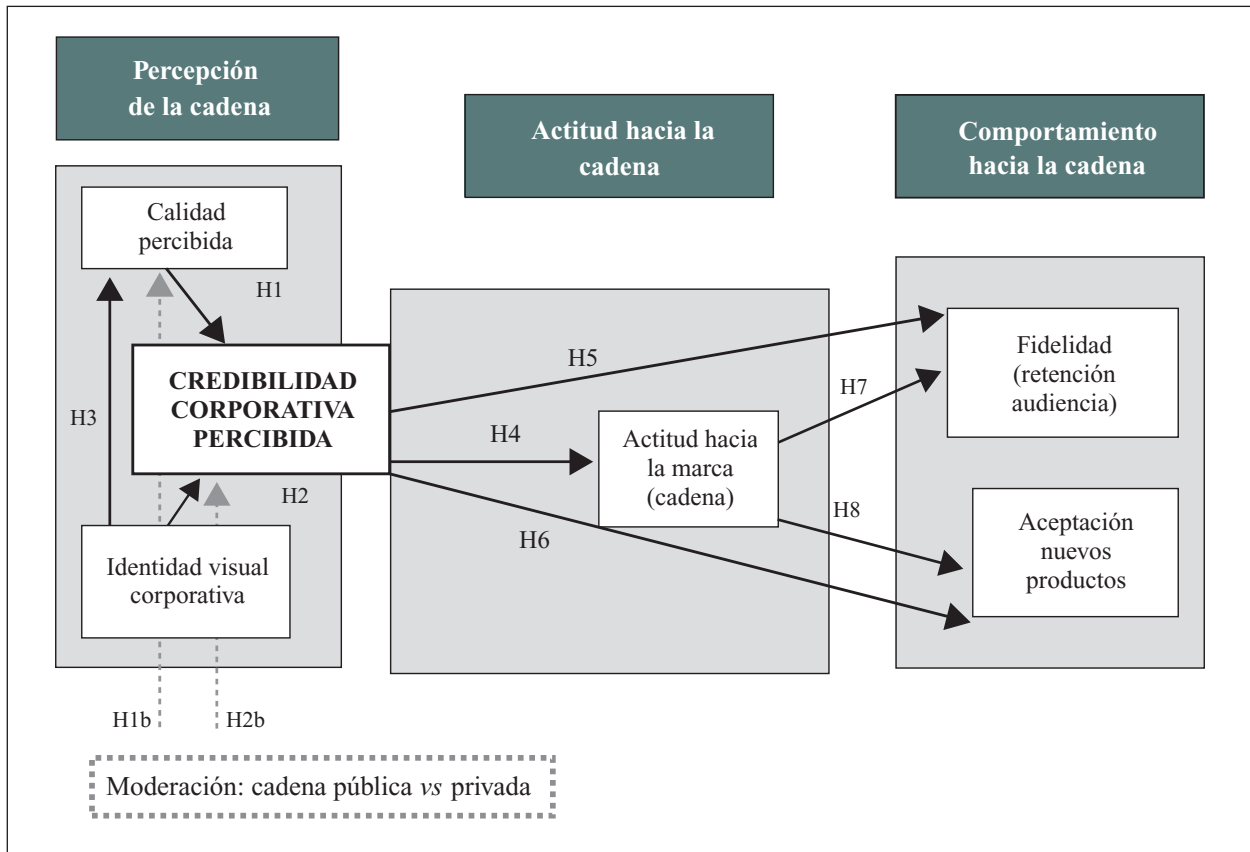 Percepción
de la cadena
Actitud hacia la
cadena
Comportamiento
hacia la cadena
Calidad
percibida
H1
CREDIBILIDAD
CORPORATIVA
PERCIBIDA
H3
H2
Identidad visual
corporativa
H1b
H2b
H5
H4
H6
Actitud hacia
la marca
(cadena)
H7
H8
Fidelidad
(retención
audiencia)
Aceptación
nuevos
productos
Moderación: cadena pública vs privada